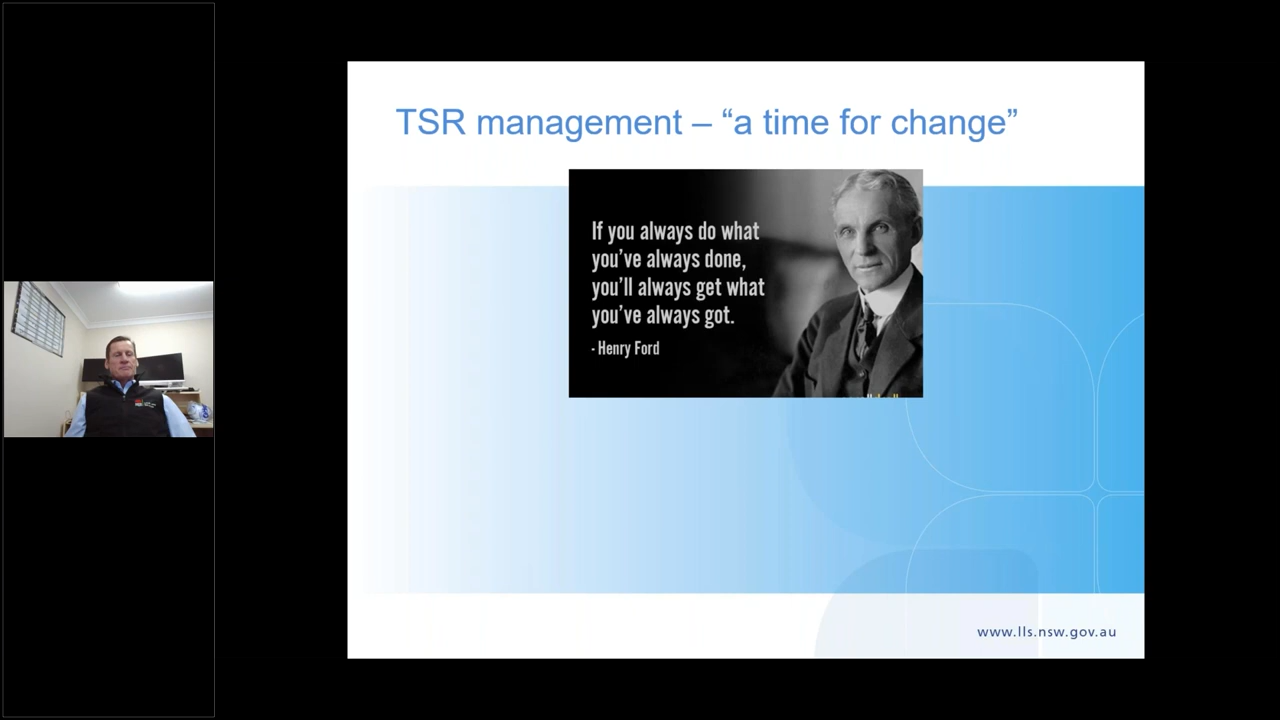 TSR management – “a time for change”
If you always do what
you’ve always done,
you’ll always get what
you’ve always got.
- Henry Ford
www.lls.nsw.gov.au